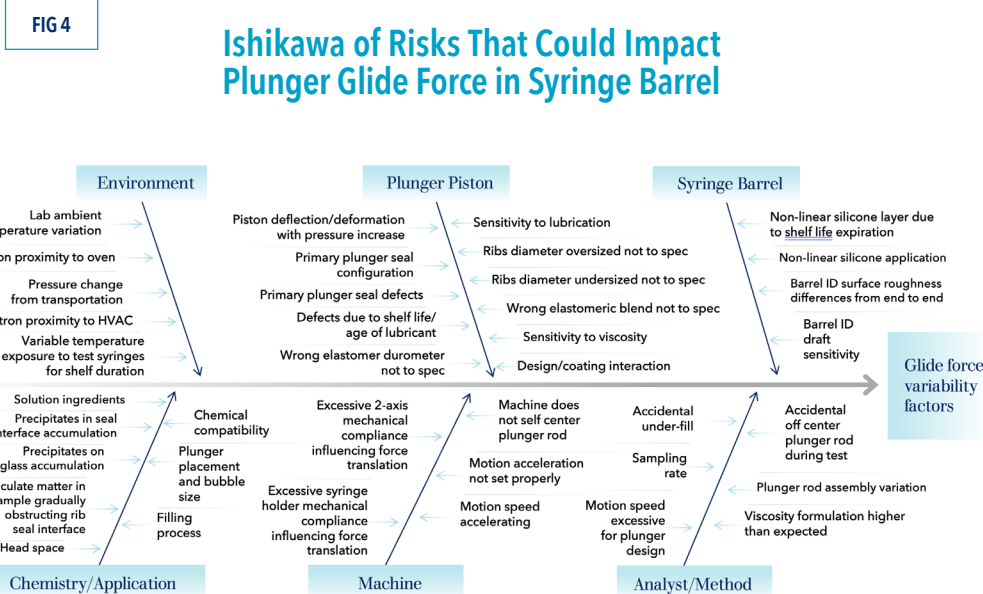 FIG 4
Ishikawa of Risks That Could Impact
Plunger Glide Force in Syringe Barrel
Environment
Plunger Piston
Syringe Barrel
Lab ambient
perature variation
on proximity to oven
Pressure change
from transportation
tron proximity to HVAC
Variable temperature
exposure to test syringes
for shelf duration
Piston deflection/deformation
with pressure increase
Primary plunger seal
configuration
Primary plunger seal defects
Defects due to shelf life/
age of lubricant
Wrong elastomer durometer
not to spec
Sensitivity to lubrication
Ribs diameter oversized not to spec
Ribs diameter undersized not to spec
Wrong elastomeric blend not to spec
Sensitivity to viscosity
Design/coating interaction
Non-linear silicone layer due
to shelf life expiration
Non-linear silicone application
Barrel ID surface roughness
differences from end to end
Barrel ID
draft
sensitivity
Glide force
variability
factors
Solution ingredients
Precipitates in seal
nterface accumulation
Precipitates on
glass accumulation
culate matter in
ample gradually
obstructing rib
seal interface
Head space
Chemical
compatibility
Plunger
placement
and bubble
size
Filling
process
Excessive 2-axis
mechanical
compliance
influencing force
translation
Excessive syringe
holder mechanical
compliance
influencing force
translation
Machine does
not self center
plunger rod
Motion acceleration
not set properly
Motion speed
accelerating
Accidental
under-fill
Sampling
rate
Motion speed
excessive
for plunger
design
Accidental
off center
plunger rod
during test
Plunger rod assembly variation
Viscosity formulation higher
than expected
Chemistry/Application
Machine
Analyst/Method